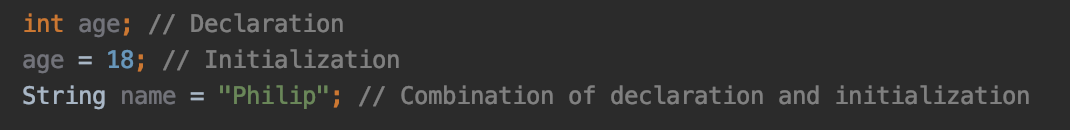 int age; // Declaration
age = 18; // Initialization
String name = "Philip"; // Combination of declaration and initialization